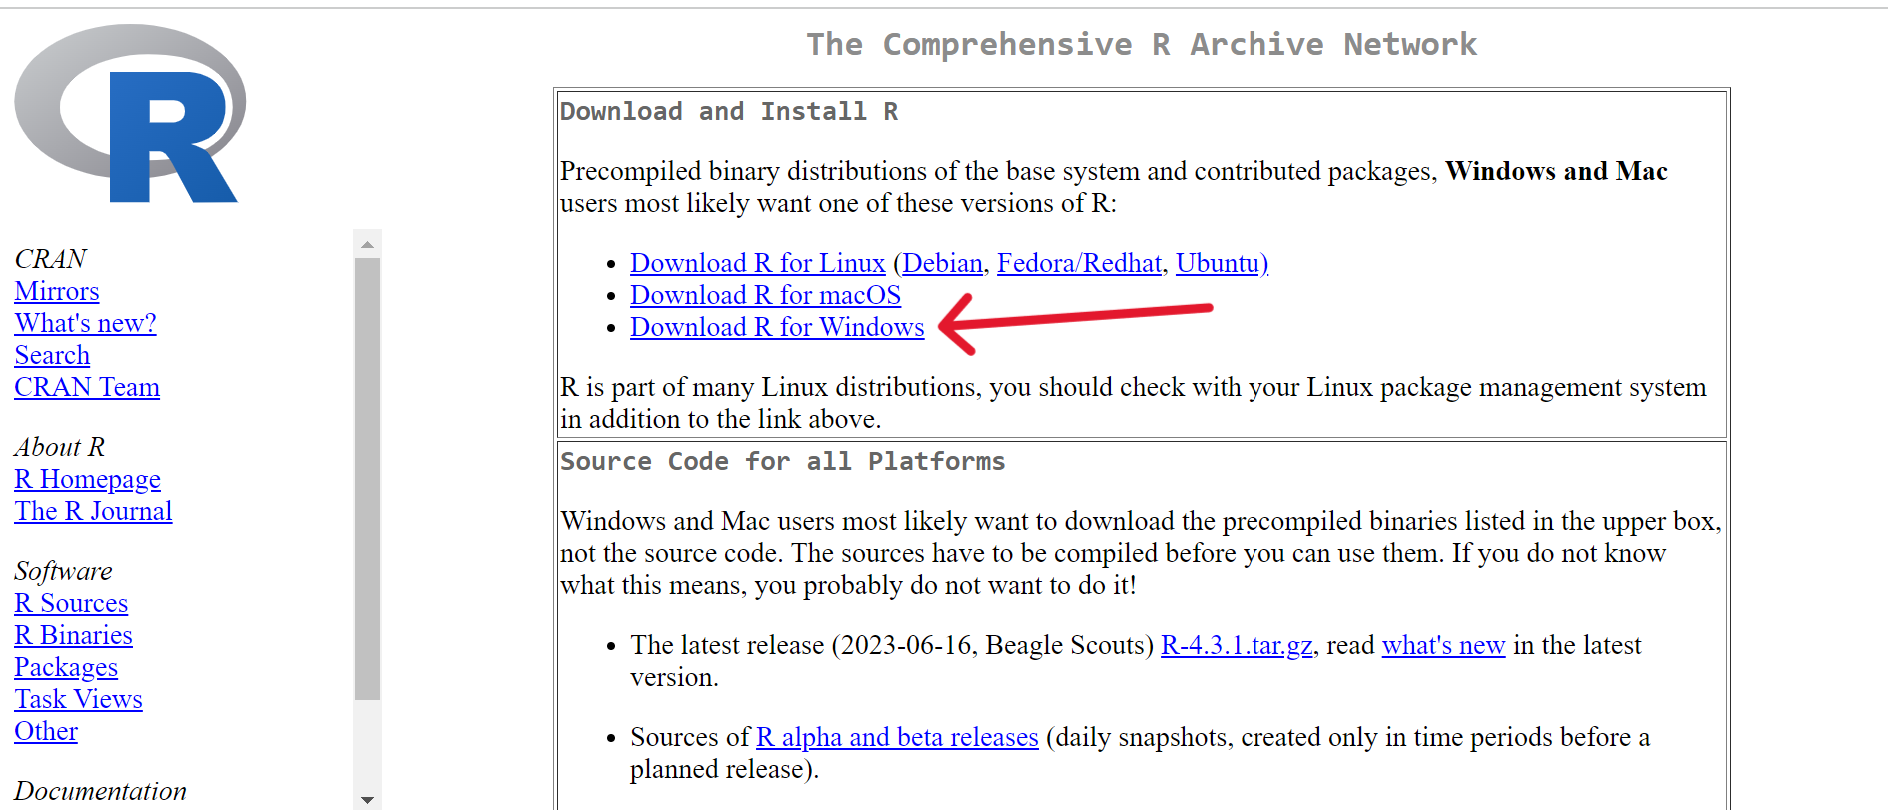 The Comprehensive R Archive Network
R
CRAN
Mirrors
What's new?
Search
CRAN Team
About R
R Homepage
The R Journal
Software
R Sources
R Binaries
Packages
Task Views
Other
Documentation
Download and Install R
Precompiled binary distributions of the base system and contributed packages, Windows and Mac
users most likely want one of these versions of R:
• Download R for Linux (Debian, Fedora/Redhat, Ubuntu)
• Download R for macOS
• Download R for Windows
R is part of many Linux distributions, you should check with your Linux package management system
in addition to the link above.
Source Code for all Platforms
Windows and Mac users most likely want to download the precompiled binaries listed in the upper box,
not the source code. The sources have to be compiled before you can use them. If you do not know
what this means, you probably do not want to do it!
• The latest release (2023-06-16, Beagle Scouts) R-4.3.1.tar.gz, read what's new in the latest
version.
• Sources of R alpha and beta releases (daily snapshots, created only in time periods before a
planned release).